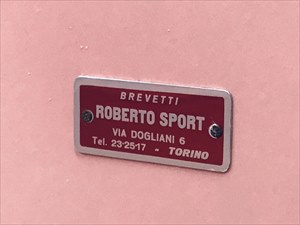 BREVETTI
ROBERTO SPORT
VIA DOGLIANI 6
Tel. 23-25-17 - TORINO